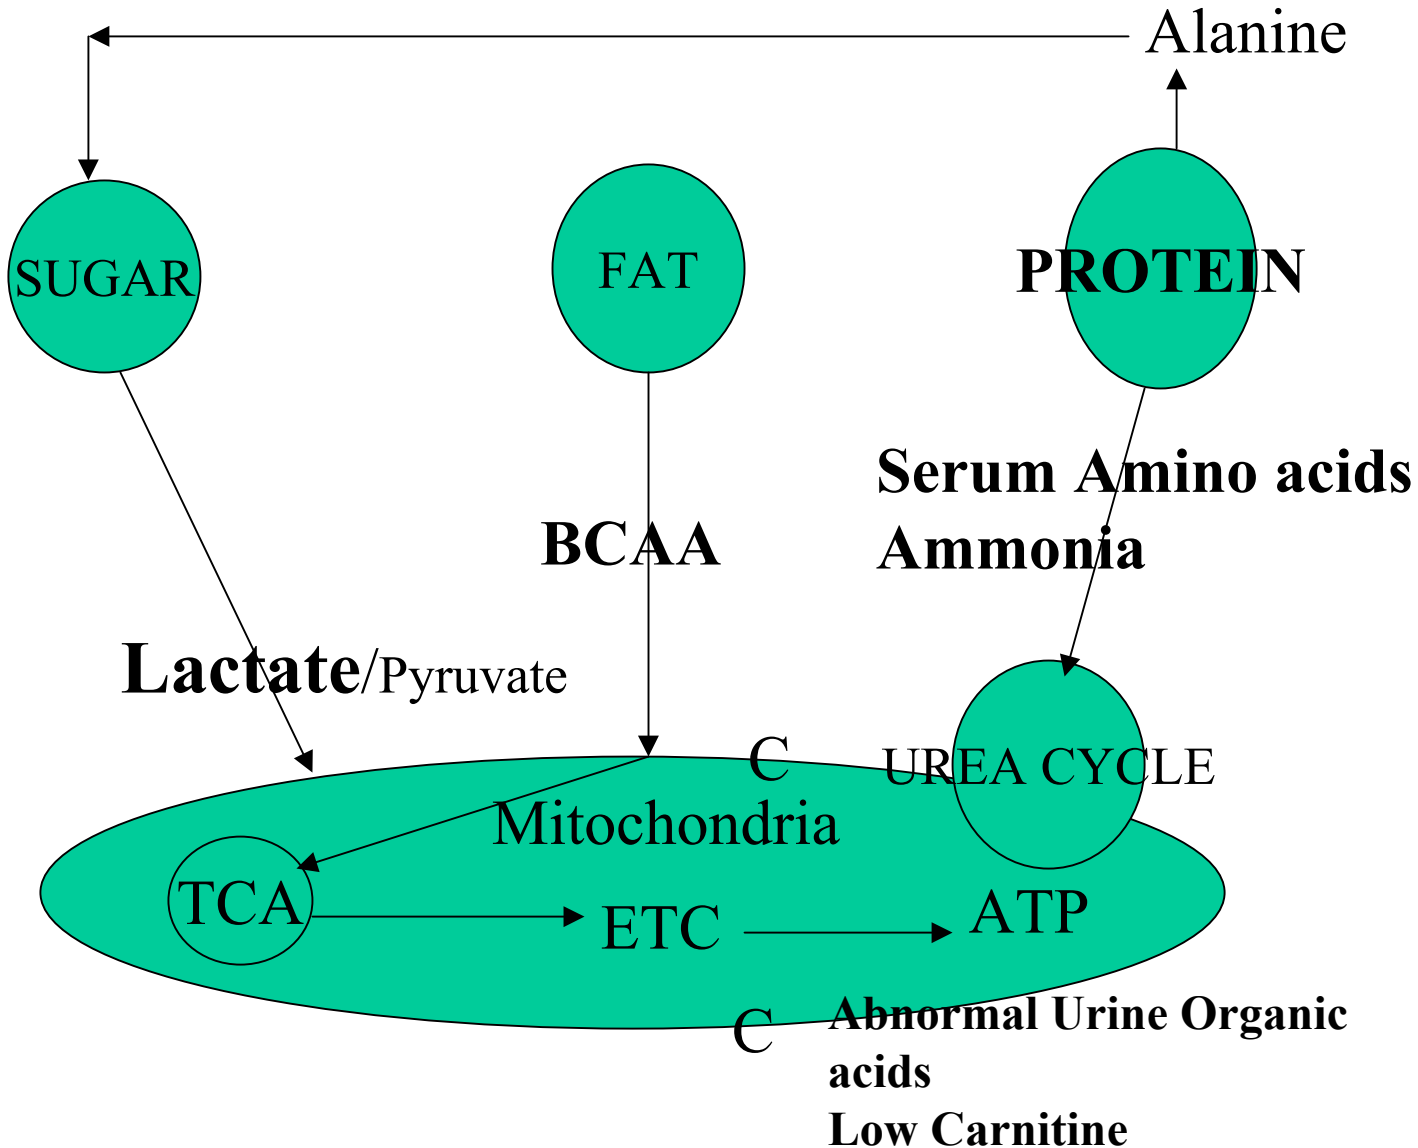 Alanine
SUGAR
FAT
PROTEIN
Serum Amino acids
Ammonia
BCAA
Lactate/Pyruvate
C
UREA CYCLE
Mitochondria
TCA
ETC
ATP
C
Abnormal Urine Organic
acids
Low Carnitine